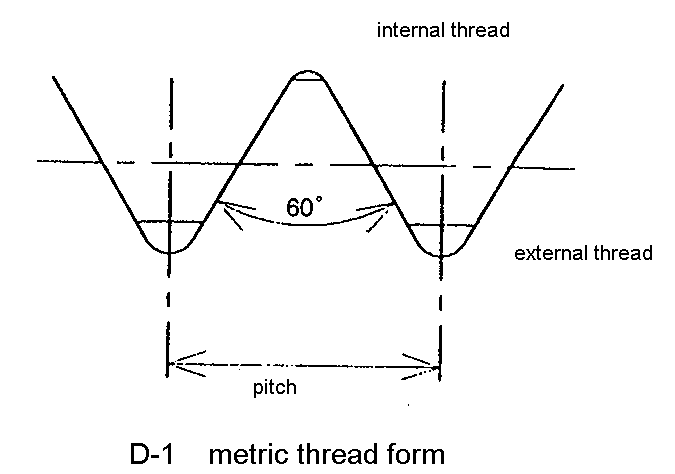 internal thread
60°
external thread
pitch
D-1 metric thread form